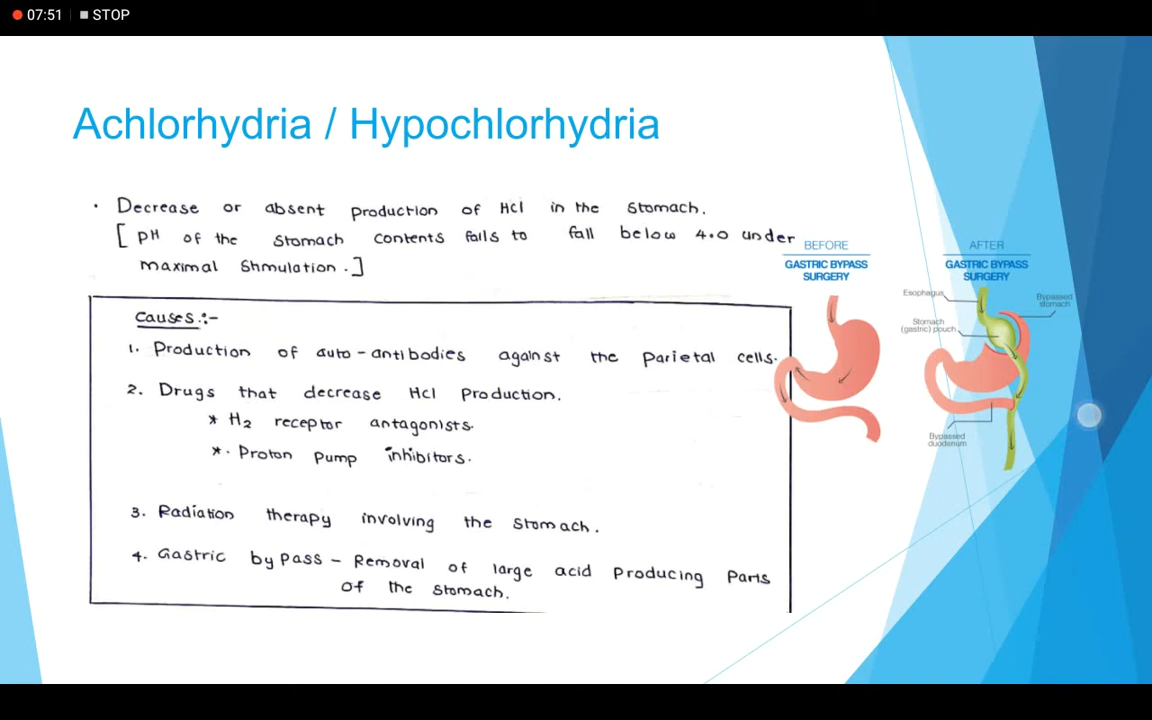 07:51 STOP
Achlorhydria / Hypochlorhydria
• Decrease or absent production of HCl in the Stomach.
[ PH of the Stomach contents fails to fall below 4.0 under
maximal Stimulation . ]
BEFORE
GASTRIC BYPASS
SURGERY
AFTER
GASTRIC BYPASS
SURGERY
Esophagus
Bypassed
stomach
Stomach
(gastric) pouch
Bypassed
duodenum
Causes :-
1. Production of auto-antibodies against the Parietal cells.
2. Drugs that decrease HCl Production.
* H2 receptor antagonists.
*. Proton Pump inhibitors.
3. Radiation therapy involving the Stomach.
4. Gastric by pass - Removal of large acid Producing Parts
of the Stomach.